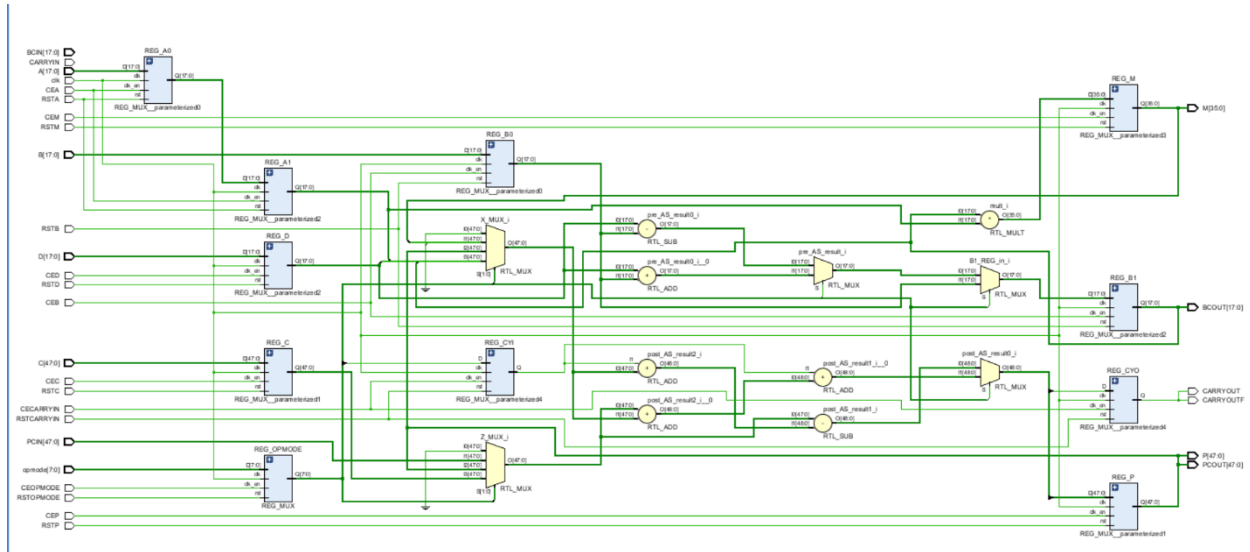 BCIN[17:0]
CARRYIN
A[17:0]
clk
CEA
RSTA
CEM
RSTM
B[17:0]
RSTB
D[17:0]
CED
RSTD
CEB
C[47:0]
CEC
RSTC
CECARRYIN
RSTCARRYIN
PCIN[47:0]
opmode[7:0]
CEOPMODE
RSTOPMODE
CEP
RSTP
REG_A0
D[17:0]
clk
clk_en
rst
Q[17:0]
REG_MUX__parameterized0
REG_A1
D[17:0]
clk
clk_en
rst
Q[17:0]
REG_MUX__parameterized2
REG_D
D[17:0]
clk
clk_en
rst
Q[17:0]
REG_MUX__parameterized2
REG_C
D[47:0]
clk
clk_en
rst
Q[47:0]
REG_MUX__parameterized1
REG_OPMODE
D[7:0]
clk
clk_en
rst
Q[7:0]
REG_MUX
REG_B0
D[17:0]
clk
clk_en
rst
Q[17:0]
REG_MUX__parameterized0
X_MUX_i
I0[47:0]
I1[47:0]
I2[47:0]
I3[47:0]
S[1:0]
O[47:0]
RTL_MUX
REG_CYI
D
clk
clk_en
rst
Q
REG_MUX__parameterized4
Z_MUX_i
I0[47:0]
I1[47:0]
I2[47:0]
I3[47:0]
S[1:0]
O[47:0]
RTL_MUX
pre_AS_result0_i
I0[17:0]
I1[17:0]
O[17:0]
RTL_SUB
pre_AS_result0_i__0
I0[17:0]
I1[17:0]
O[17:0]
RTL_ADD
post_AS_result2_i
I1
I0[47:0]
O[48:0]
RTL_ADD
post_AS_result2_i__0
I0[47:0]
I1[47:0]
O[48:0]
RTL_ADD
pre_AS_result_i
I0[17:0]
I1[17:0]
S
O[17:0]
RTL_MUX
post_AS_result1_i__0
I1
I0[48:0]
O[48:0]
RTL_ADD
post_AS_result1_i
I0[47:0]
I1[48:0]
O[48:0]
RTL_SUB
mult_i
I0[17:0]
I1[17:0]
O[35:0]
RTL_MULT
B1_REG_in_i
I0[17:0]
I1[17:0]
S
O[17:0]
RTL_MUX
post_AS_result0_i
I0[48:0]
I1[48:0]
S
O[48:0]
RTL_MUX
REG_M
D[35:0]
clk
clk_en
rst
Q[35:0]
REG_MUX__parameterized3
REG_B1
D[17:0]
clk
clk_en
rst
Q[17:0]
REG_MUX__parameterized2
REG_CYO
D
clk
clk_en
rst
Q
REG_MUX__parameterized4
REG_P
D[47:0]
clk
clk_en
rst
Q[47:0]
REG_MUX__parameterized1
M[35:0]
BCOUT[17:0]
CARRYOUT
CARRYOUTF
P[47:0]
PCOUT[47:0]